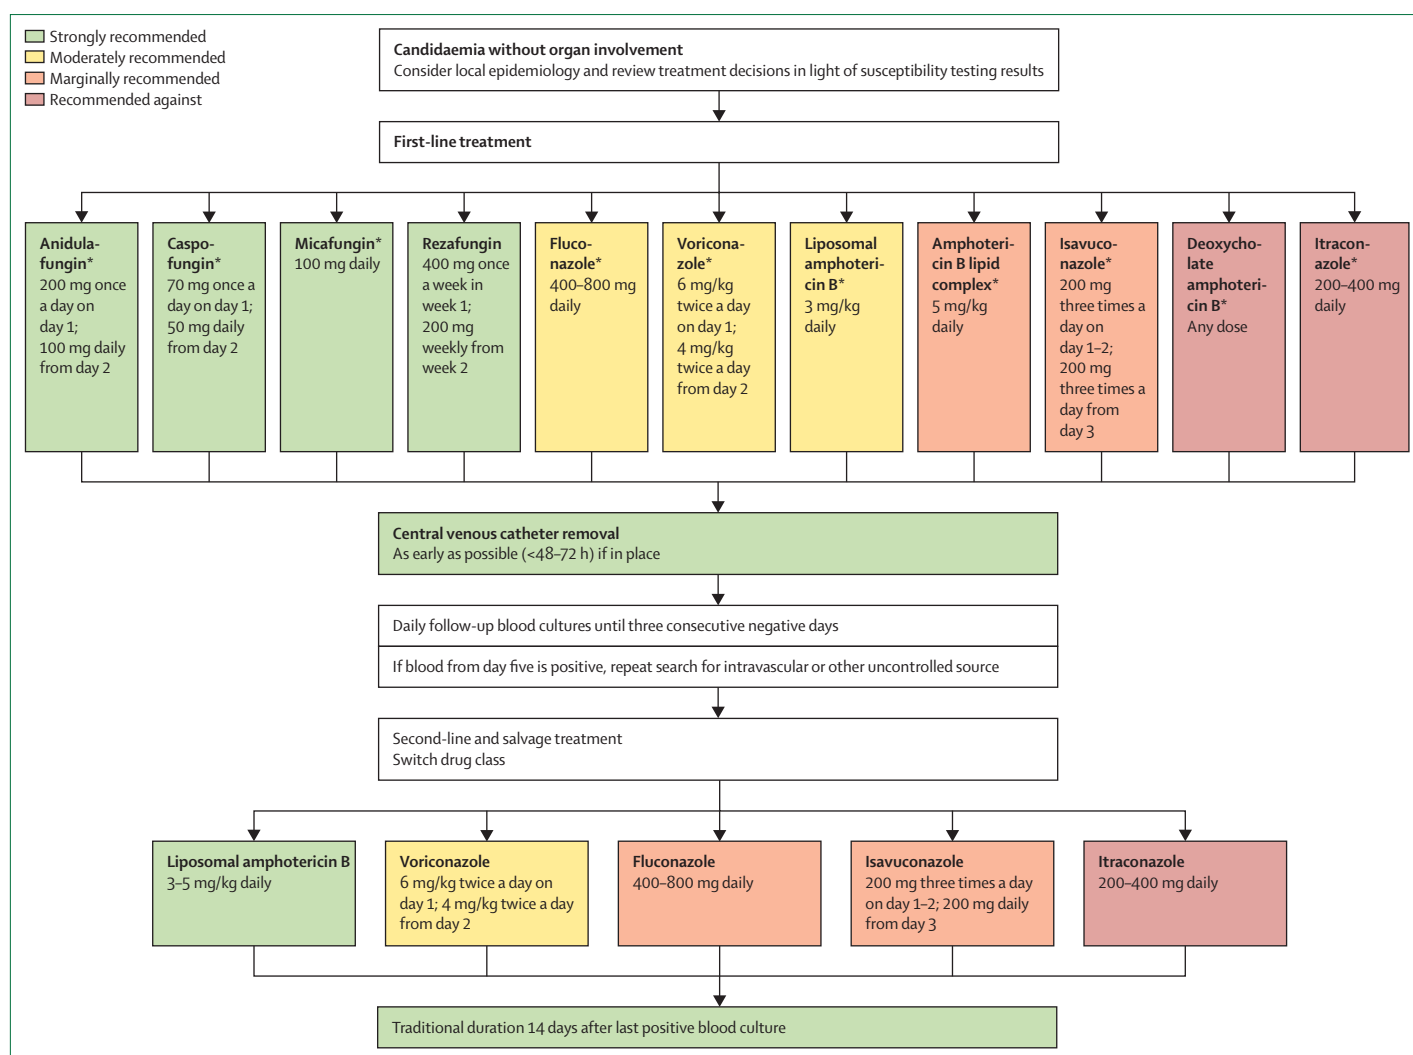 Strongly recommended
Moderately recommended
Marginally recommended
Recommended against
Candidaemia without organ involvement
Consider local epidemiology and review treatment decisions in light of susceptibility testing results
First-line treatment
Anidula-
fungin*
200 mg once
a day on
day 1;
100 mg daily
from day 2
Caspo-
fungin*
70 mg once a
day on day 1;
50 mg daily
from day 2
Micafungin*
100 mg daily
Rezafungin
400 mg once
a week in
week 1;
200 mg
weekly from
week 2
Fluco-
nazole*
400–800 mg
daily
Voricona-
zole*
6 mg/kg
twice a day
on day 1;
4 mg/kg
twice a day
from day 2
Liposomal
amphoteri-
cin B*
3 mg/kg
daily
Amphoteri-
cin B lipid
complex*
5 mg/kg
daily
Isavuco-
nazole*
200 mg
three times a
day on
day 1–2;
200 mg
three times a
day from
day 3
Deoxycho-
late
amphoteri-
cin B*
Any dose
Itracon-
azole*
200–400 mg
daily
Central venous catheter removal
As early as possible (<48–72 h) if in place
Daily follow-up blood cultures until three consecutive negative days
If blood from day five is positive, repeat search for intravascular or other uncontrolled source
Second-line and salvage treatment
Switch drug class
Liposomal amphotericin B
3–5 mg/kg daily
Voriconazole
6 mg/kg twice a day on
day 1; 4 mg/kg twice a day
from day 2
Fluconazole
400–800 mg daily
Isavuconazole
200 mg three times a day
on day 1–2; 200 mg daily
from day 3
Itraconazole
200–400 mg daily
Traditional duration 14 days after last positive blood culture